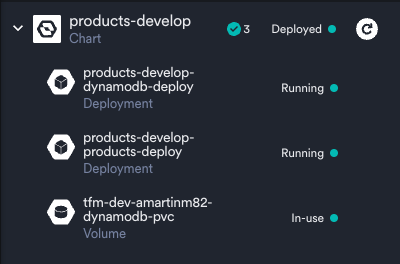 products-develop
Chart
3
Deployed
products-develop-
dynamodb-deploy
Deployment
Running
products-develop-
products-deploy
Deployment
Running
tfm-dev-amartinm82-
dynamodb-pvc
Volume
In-use